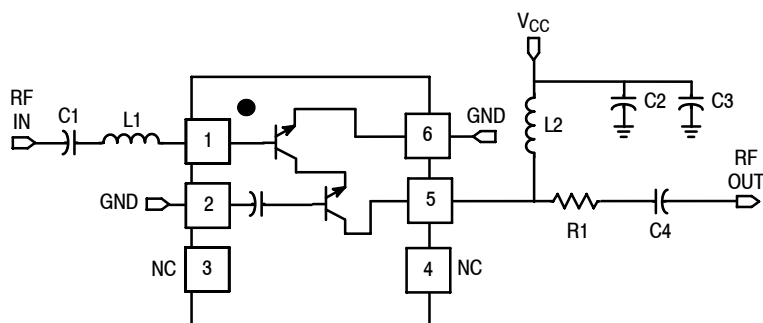 VCC
RF
IN
C1
L1
1
6
GND
L2
C2
C3
GND
2
5
RF
OUT
R1
C4
NC
3
4
NC